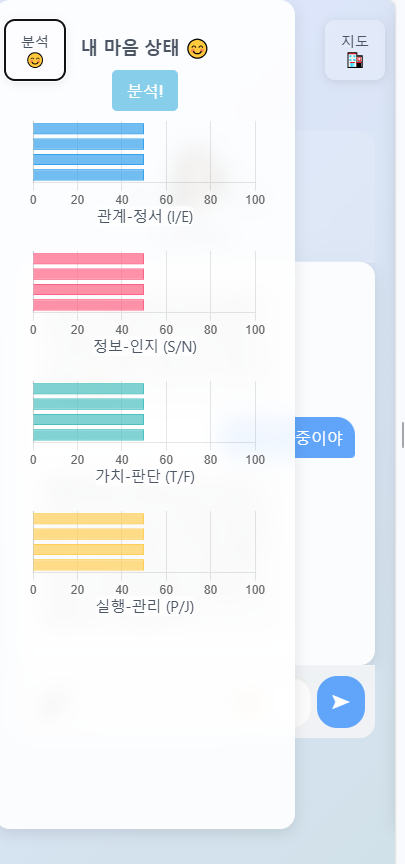 분석
😊
내 마음 상태 😊
지도
🏪
분석!
0 20 40 60 80 100
관계-정서 (I/E)
0 20 40 60 80 100
정보-인지 (S/N)
0 20 40 60 80 100
중이야
가치-판단 (T/F)
0 20 40 60 80 100
실행-관리 (P/J)